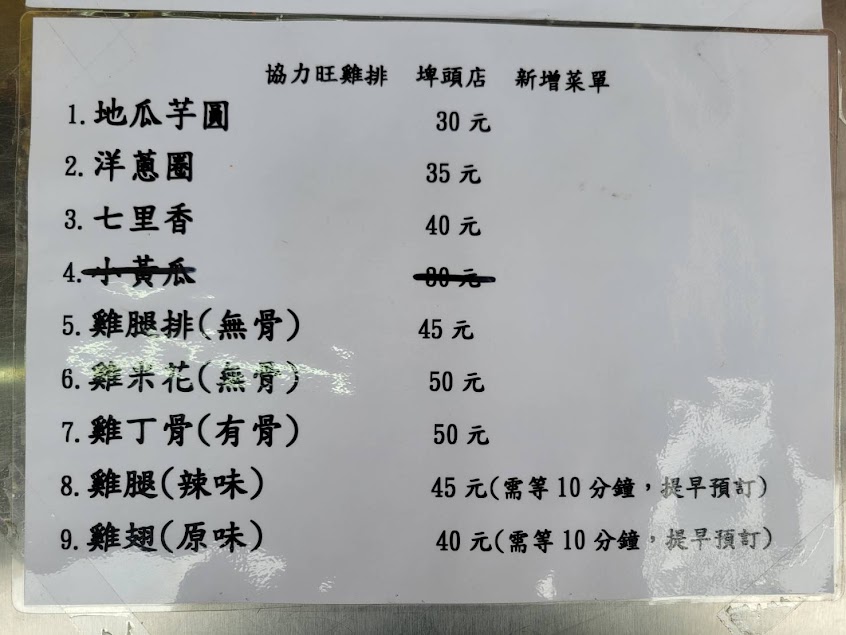 協力旺雞排 埤頭店 新增菜單
1.地瓜芋圓 30元
2.洋蔥圈 35元
3.七里香 40元
4.小黃瓜 30元
5.雞腿排(無骨) 45元
6.雞米花(無骨) 50元
7.雞丁骨(有骨) 50元
8.雞腿(辣味) 45元(需等10分鐘，提早預訂)
9.雞翅(原味) 40元(需等10分鐘，提早預訂)